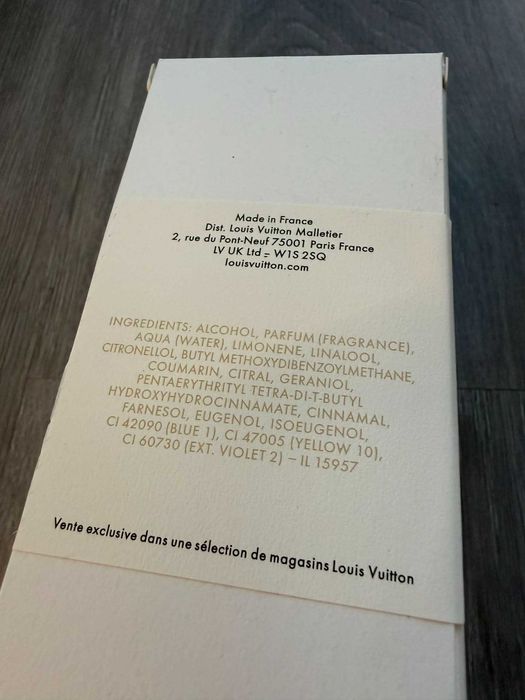 Made in France
Dist. Louis Vuitton Malletier
2, rue du Pont-Neuf 75001 Paris France
LV UK Ltd - W1S 2SQ
louisvuitton.com
INGREDIENTS: ALCOHOL, PARFUM (FRAGRANCE),
AQUA (WATER), LIMONENE, LINALOOL,
CITRONELLOL, BUTYL METHOXYDIBENZOYLMETHANE,
COUMARIN, CITRAL, GERANIOL,
PENTAERYTHRITYL TETRA-DI-T-BUTYL
HYDROXYHYDROCINNAMATE, CINNAMAL,
FARNESOL, EUGENOL, ISOEUGENOL,
CI 42090 (BLUE 1), CI 47005 (YELLOW 10),
CI 60730 (EXT. VIOLET 2) – IL 15957
Vente exclusive dans une sélection de magasins Louis Vuitton